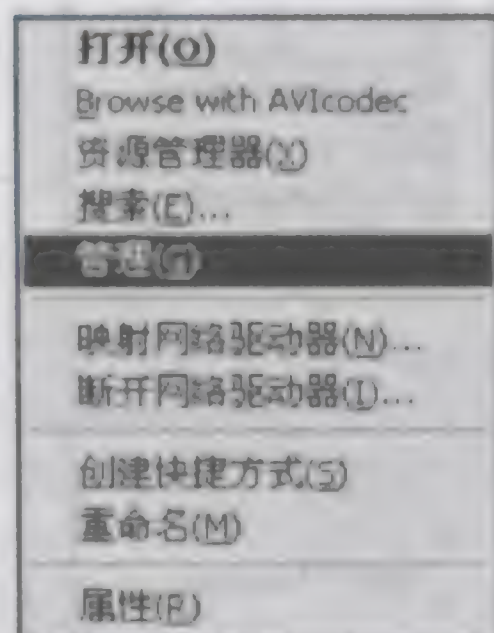 打开(O)
Browse with AVIcodec
资源管理器(X)
搜索(E)...
管理(G)
映射网络驱动器(N)...
断开网络驱动器(I)...
创建快捷方式(S)
重命名(M)
属性(R)